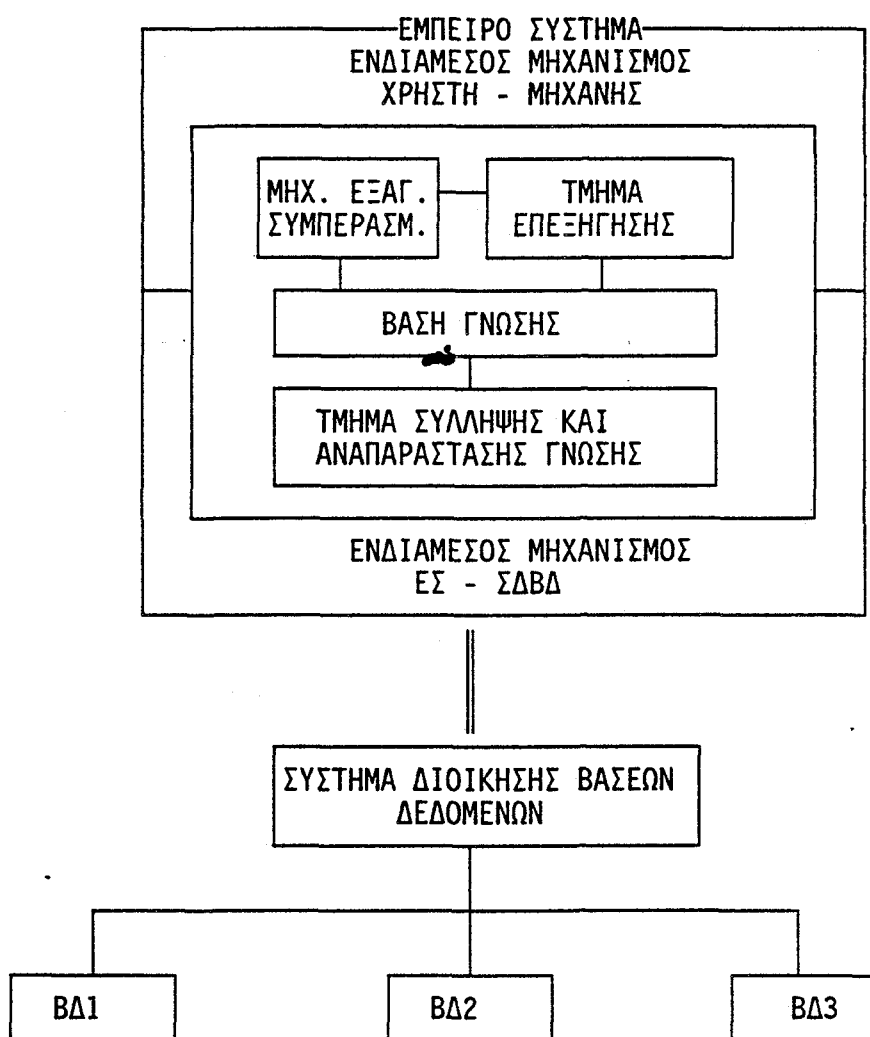 ΕΜΠΕΙΡΟ ΣΥΣΤΗΜΑ
ΕΝΔΙΑΜΕΣΟΣ ΜΗΧΑΝΙΣΜΟΣ
ΧΡΗΣΤΗ - ΜΗΧΑΝΗΣ
ΜΗΧ. ΕΞΑΓ.
ΣΥΜΠΕΡΑΣΜ.
ΤΜΗΜΑ
ΕΠΕΞΗΓΗΣΗΣ
ΒΑΣΗ ΓΝΩΣΗΣ
ΤΜΗΜΑ ΣΥΛΛΗΨΗΣ ΚΑΙ
ΑΝΑΠΑΡΑΣΤΑΣΗΣ ΓΝΩΣΗΣ
ΕΝΔΙΑΜΕΣΟΣ ΜΗΧΑΝΙΣΜΟΣ
ΕΣ - ΣΔΒΔ
ΣΥΣΤΗΜΑ ΔΙΟΙΚΗΣΗΣ ΒΑΣΕΩΝ
ΔΕΔΟΜΕΝΩΝ
ΒΔ1
ΒΔ2
ΒΔ3